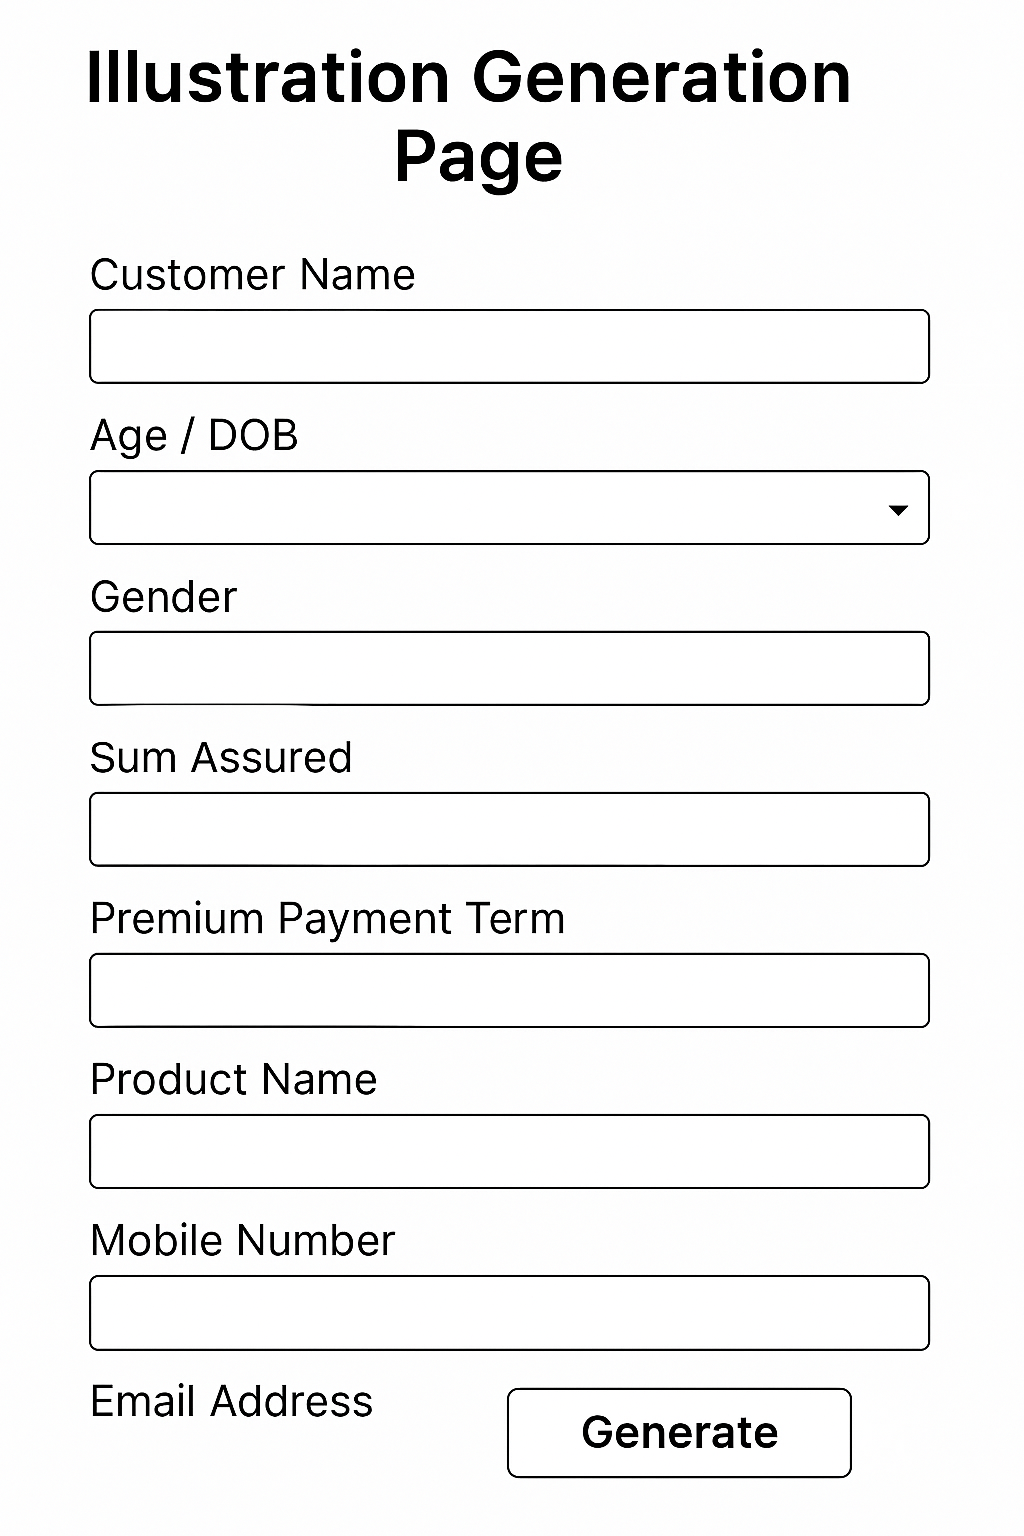 Illustration Generation
Page
Customer Name
Age / DOB
Gender
Sum Assured
Premium Payment Term
Product Name
Mobile Number
Email Address
Generate